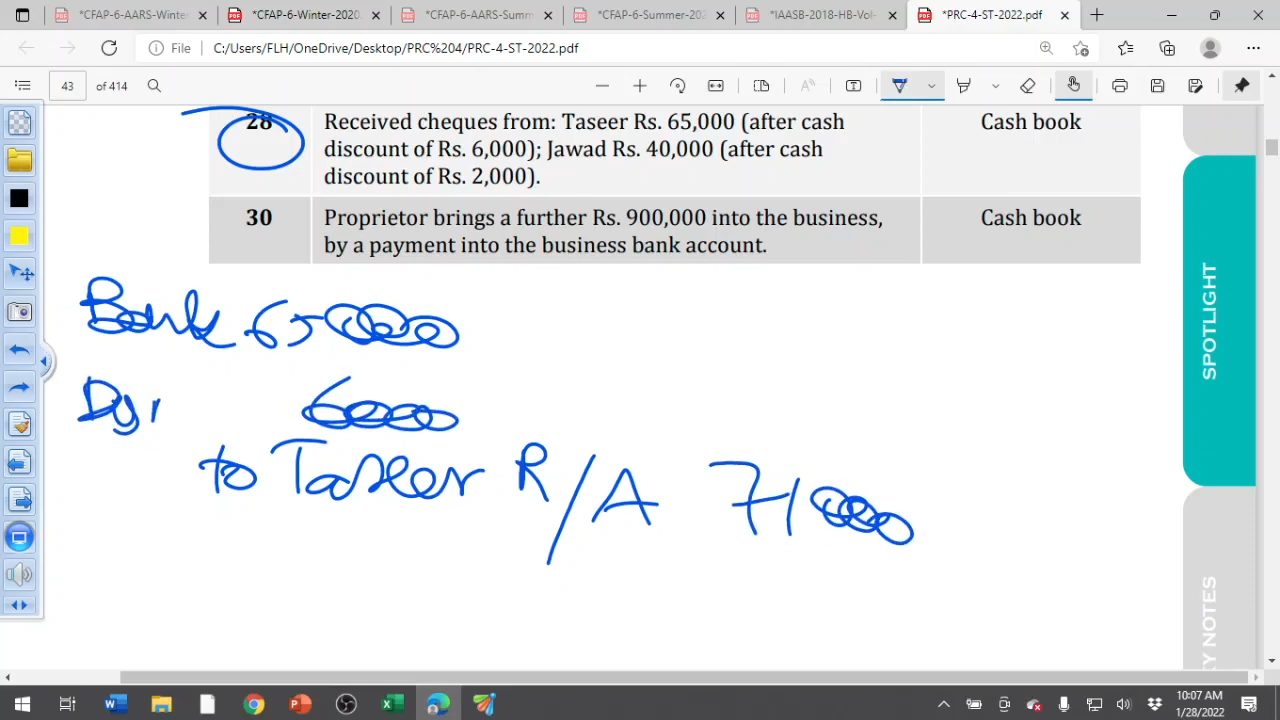 *CFAP-6-AARS-Winter
*CFAP-6-Winter-2020.
*CFAP-6-AARS-Summ
*CFAP-6-Summer-202
*IAASB-2018-HB-Vol-
*PRC-4-ST-2022.pdf
File C:/Users/FLH/OneDrive/Desktop/PRC%204/PRC-4-ST-2022.pdf
43 of 414
28 Received cheques from: Taseer Rs. 65,000 (after cash Cash book
discount of Rs. 6,000); Jawad Rs. 40,000 (after cash
discount of Rs. 2,000).
30 Proprietor brings a further Rs. 900,000 into the business, Cash book
by a payment into the business bank account.
Bank 65000
6000
to Taseer R/A 71000
SPOTLIGHT
Y NOTES
10:07 AM
1/28/2022